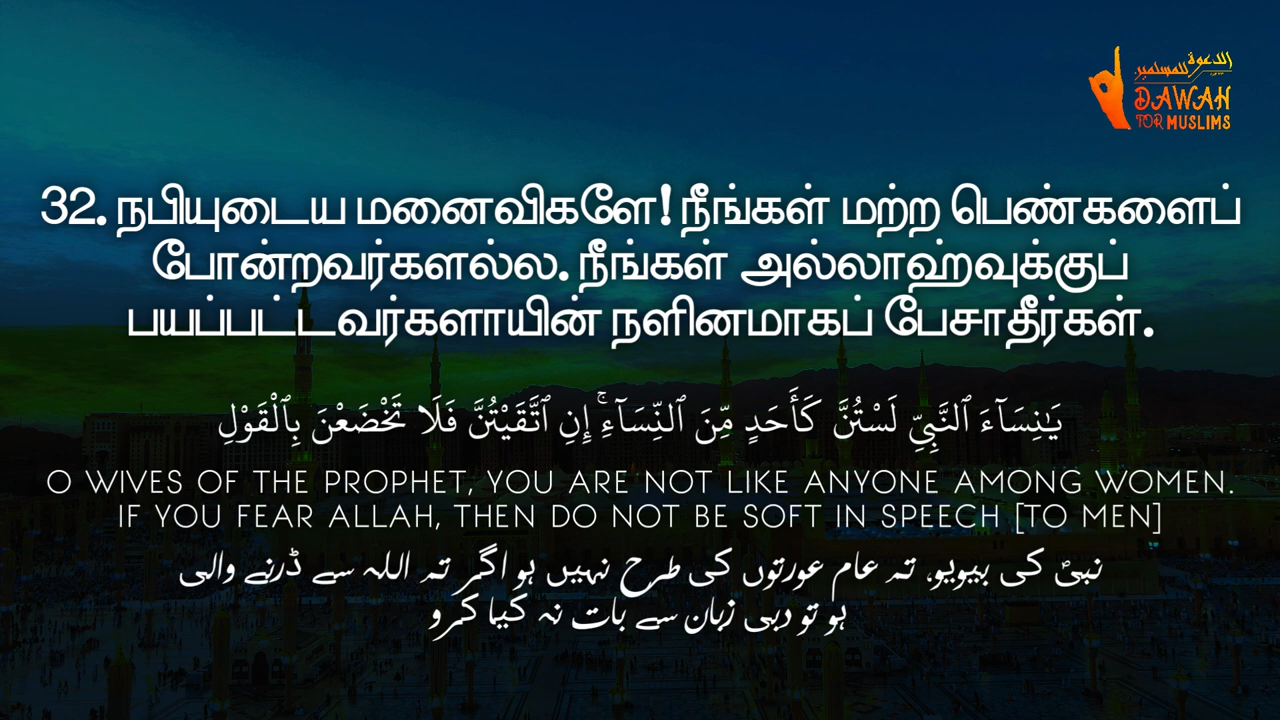 الدعوة للمسلمين
DAWAH
FOR MUSLIMS
32. நபியுடைய மனைவிகளே! நீங்கள் மற்ற பெண்களைப்
போன்றவர்களல்ல. நீங்கள் அல்லாஹ்வுக்குப்
பயப்பட்டவர்களாயின் நளினமாகப் பேசாதீர்கள்.
يَـٰنِسَآءَ ٱلنَّبِىِّ لَسْتُنَّ كَأَحَدٍ مِّنَ ٱلنِّسَآءِ ۚ إِنِ ٱتَّقَيْتُنَّ فَلَا تَخْضَعْنَ بِٱلْقَوْلِ
O WIVES OF THE PROPHET, YOU ARE NOT LIKE ANYONE AMONG WOMEN.
IF YOU FEAR ALLAH, THEN DO NOT BE SOFT IN SPEECH [TO MEN]
نبیؐ کی بیویو، تم عام عورتوں کی طرح نہیں ہو اگر تم اللہ سے ڈرنے والی
ہو تو دبی زبان سے بات نہ کیا کرو